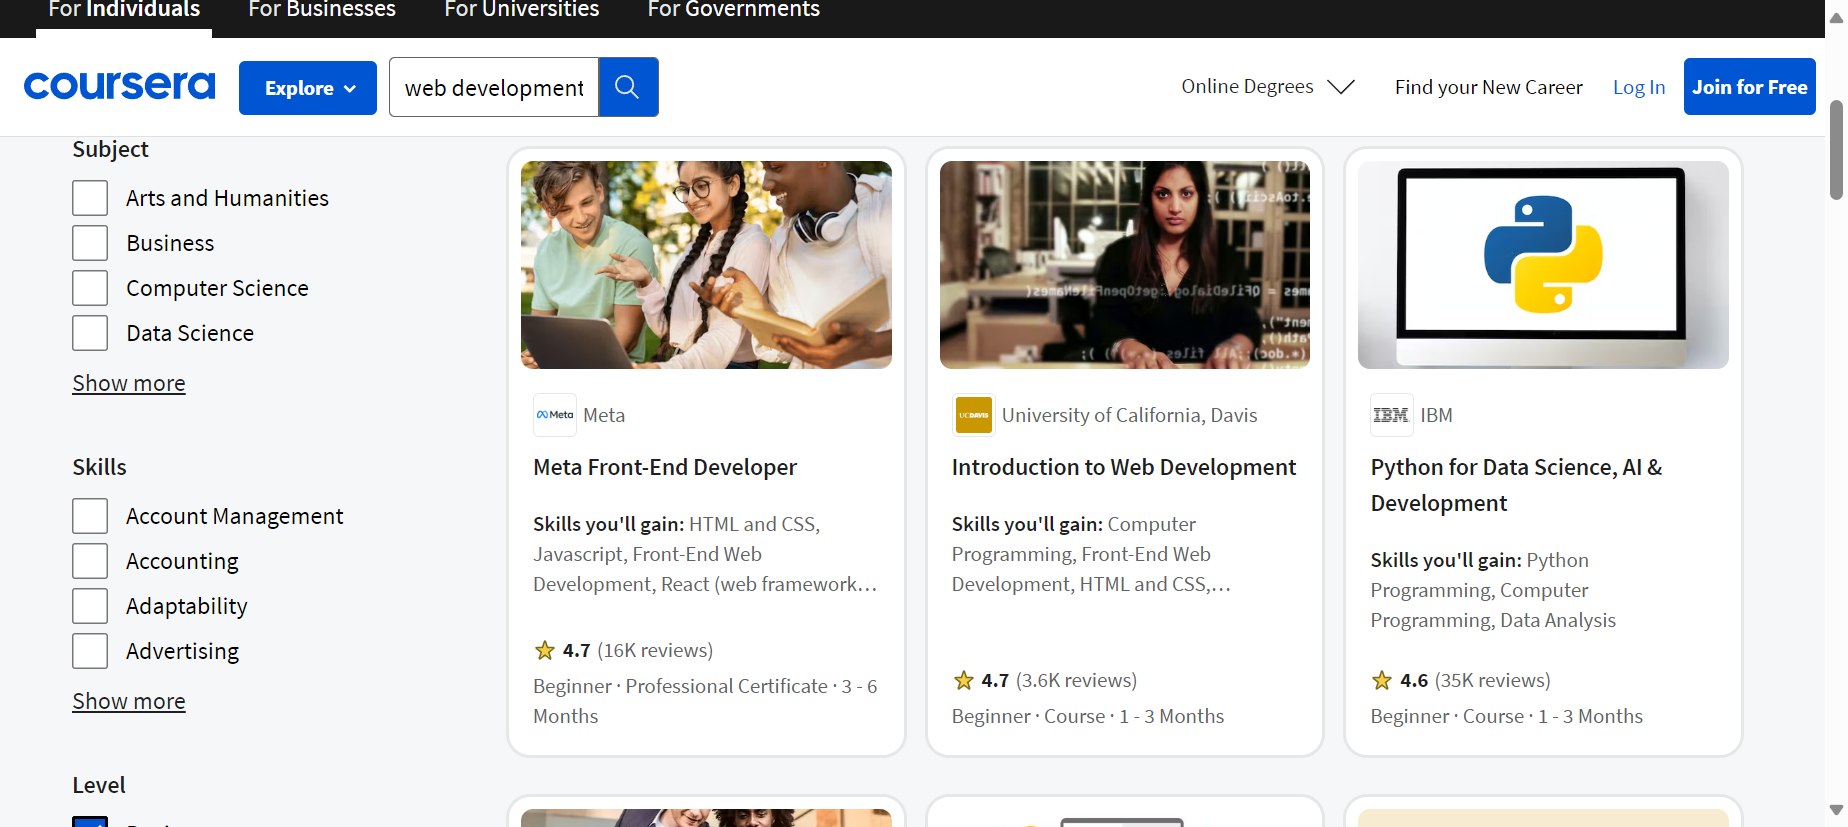 For Individuals
For Businesses
For Universities
For Governments
coursera
Explore
web development
Online Degrees
Find your New Career
Log In
Join for Free
Subject
Arts and Humanities
Business
Computer Science
Data Science
Show more
Skills
Account Management
Accounting
Adaptability
Advertising
Show more
Level
Meta
Meta
Meta Front-End Developer
Skills you'll gain: HTML and CSS,
Javascript, Front-End Web
Development, React (web framework...
4.7 (16K reviews)
Beginner · Professional Certificate · 3 - 6
Months
UCDAVIS
University of California, Davis
Introduction to Web Development
Skills you'll gain: Computer
Programming, Front-End Web
Development, HTML and CSS,...
4.7 (3.6K reviews)
Beginner · Course · 1 - 3 Months
IBM
IBM
Python for Data Science, AI &
Development
Skills you'll gain: Python
Programming, Computer
Programming, Data Analysis
4.6 (35K reviews)
Beginner · Course · 1 - 3 Months